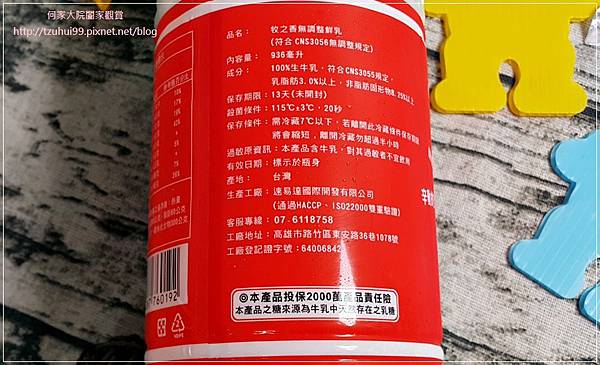 何家大院闔家觀賞
http://tzuhui99.pixnet.net/blog
品名： 牧之香無調整鮮乳
(符合 CNS3056無調整規定)
內容量： 936毫升
成分： 100%生牛乳，符合CNS3055規定，
乳脂肪3.0%以上，非脂肪固形物8.25%以上
保存期限：13天(未開封)
殺菌條件：115℃±3℃，20秒
保存條件：需冷藏7℃以下，若離開此冷藏條件保存期間
將會縮短，離開冷藏勿超過半小時
過敏原資訊：本產品含牛乳，對其過敏者不宜飲用
有效日期：標示於瓶身
產地： 台灣
生產工廠： 速易達國際開發有限公司
(通過HACCP、ISO22000雙重驗證)
客服專線： 07-6118758
工廠地址： 高雄市路竹區東安路36巷1078號
工廠登記證字號：64006842
◎本產品投保2000萬產品責任險
本產品之糖來源為牛乳中天然存在之乳糖
760192